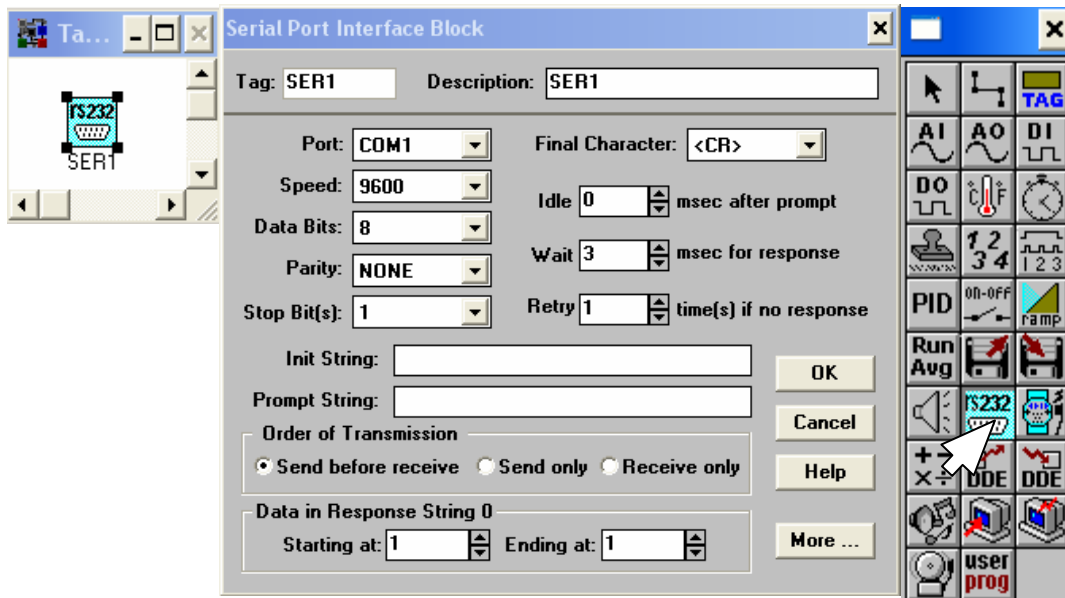 Ta...
rs232
SER1
Serial Port Interface Block
Tag: SER1 Description: SER1
Port: COM1 Final Character: <CR>
Speed: 9600
Idle 0 msec after prompt
Data Bits: 8
Wait 3 msec for response
Parity: NONE
Stop Bit(s): 1 Retry 1 time(s) if no response
Init String:
OK
Prompt String:
Cancel
Order of Transmission
Send before receive Send only Receive only
Help
Data in Response String 0
Starting at: 1 Ending at: 1
More ...
TAG
AI AO DI
DO °C °F
1 2 3 4 1 2 3
PID on-off ramp
Run Avg
rs232
+ × ÷ DDE DDE
user prog